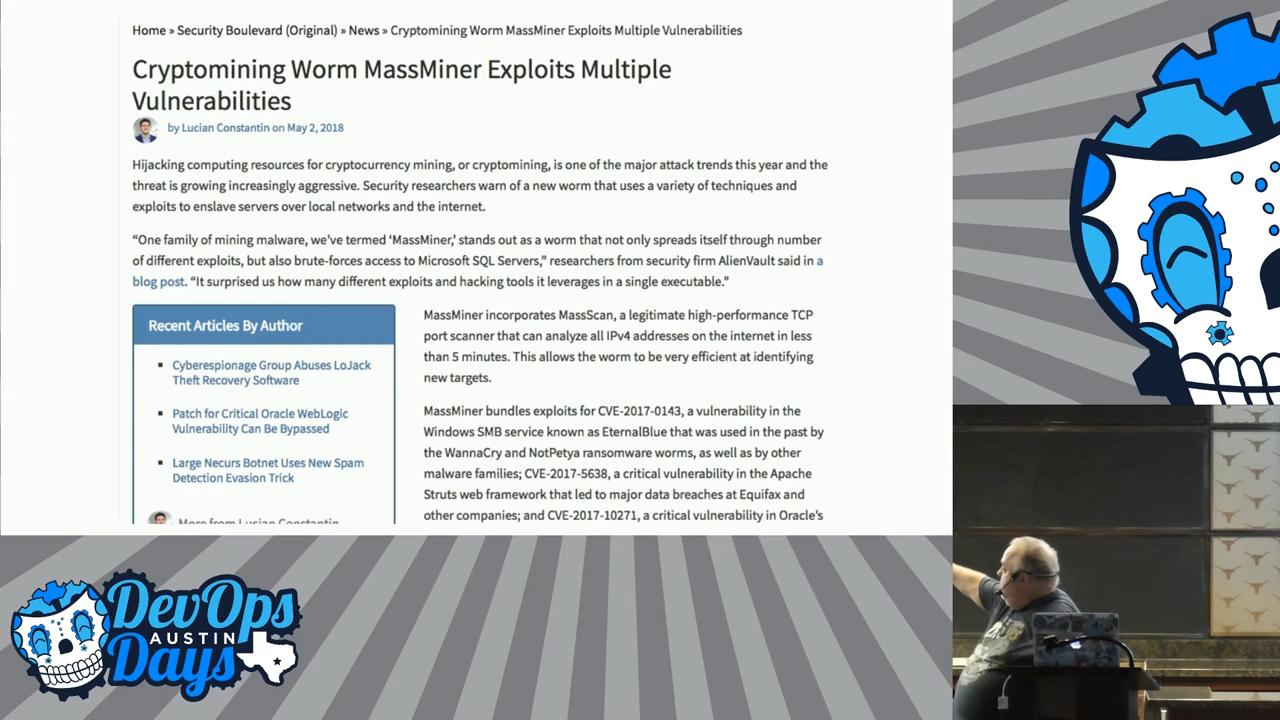 Home » Security Boulevard (Original) » News » Cryptomining Worm MassMiner Exploits Multiple Vulnerabilities
Cryptomining Worm MassMiner Exploits Multiple
Vulnerabilities
by Lucian Constantin on May 2, 2018
Hijacking computing resources for cryptocurrency mining, or cryptomining, is one of the major attack trends this year and the
threat is growing increasingly aggressive. Security researchers warn of a new worm that uses a variety of techniques and
exploits to enslave servers over local networks and the internet.
“One family of mining malware, we’ve termed ‘MassMiner,’ stands out as a worm that not only spreads itself through number
of different exploits, but also brute-forces access to Microsoft SQL Servers,” researchers from security firm AlienVault said in a
blog post. “It surprised us how many different exploits and hacking tools it leverages in a single executable.”
Recent Articles By Author
Cyberespionage Group Abuses LoJack
Theft Recovery Software
Patch for Critical Oracle WebLogic
Vulnerability Can Be Bypassed
Large Necurs Botnet Uses New Spam
Detection Evasion Trick
More from Lucian Constantin
MassMiner incorporates MassScan, a legitimate high-performance TCP
port scanner that can analyze all IPv4 addresses on the internet in less
than 5 minutes. This allows the worm to be very efficient at identifying
new targets.
MassMiner bundles exploits for CVE-2017-0143, a vulnerability in the
Windows SMB service known as EternalBlue that was used in the past by
the WannaCry and NotPetya ransomware worms, as well as by other
malware families; CVE-2017-5638, a critical vulnerability in the Apache
Struts web framework that led to major data breaches at Equifax and
other companies; and CVE-2017-10271, a critical vulnerability in Oracle’s
DevOps
AUSTIN
Days